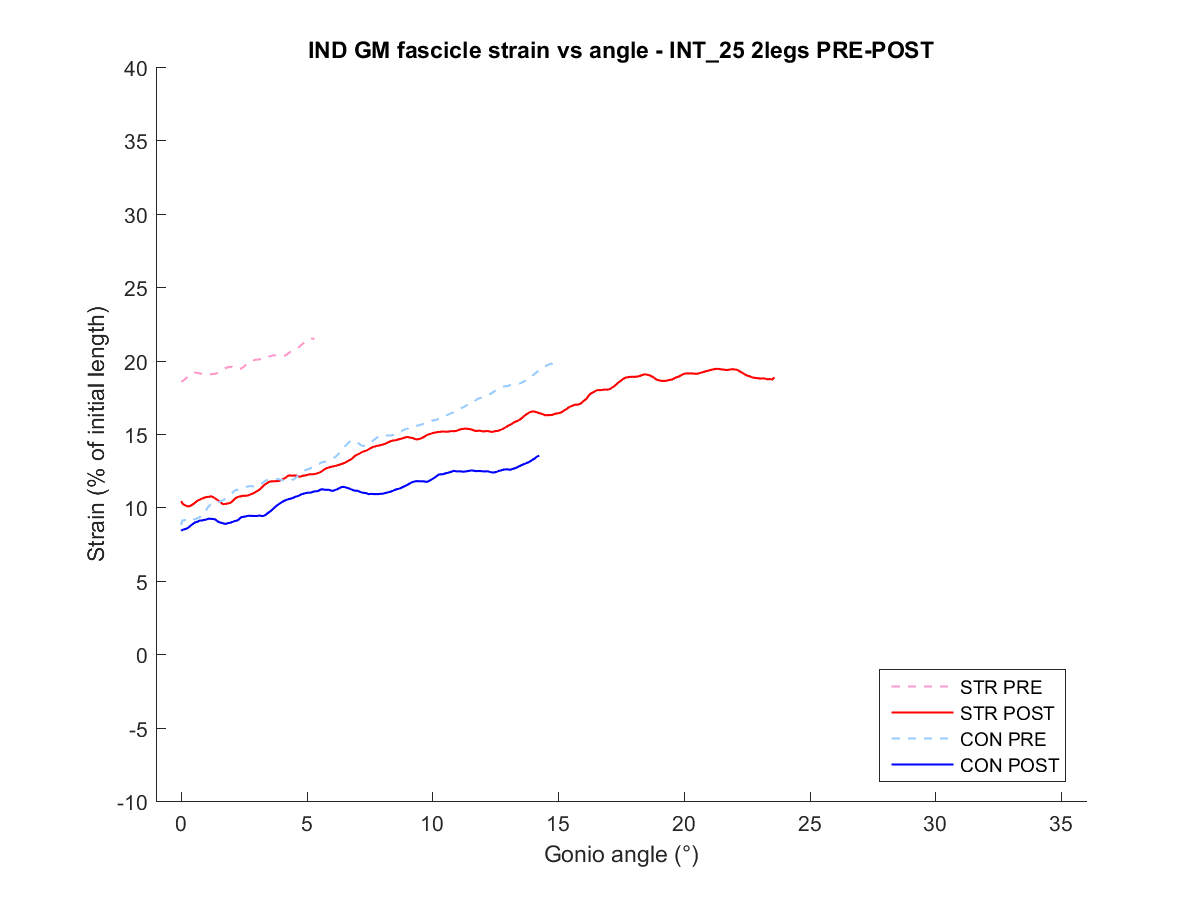 IND GM fascicle strain vs angle - INT_25 2legs PRE-POST
40
35
30
25
20
15
10
5
0
-5
-10
Strain (% of initial length)
0 5 10 15 20 25 30 35
Gonio angle (°)
STR PRE
STR POST
CON PRE
CON POST